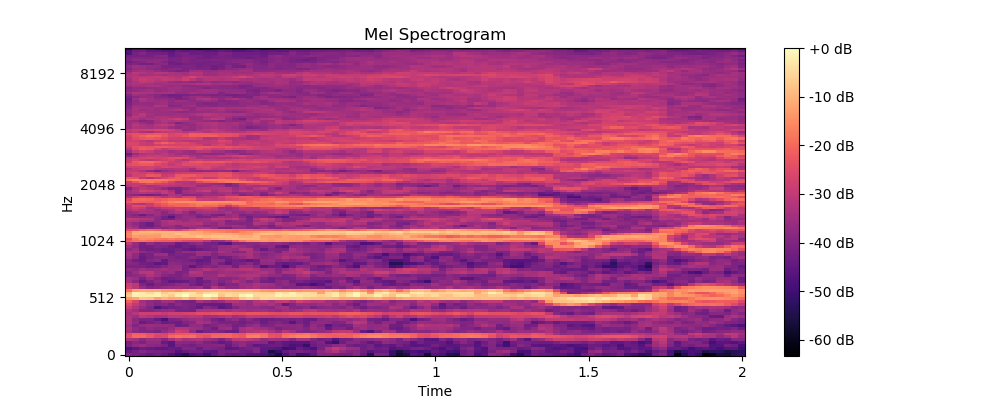 Mel Spectrogram
+0 dB
8192
-10 dB
4096
-20 dB
2048
-30 dB
Hz
1024
-40 dB
512
-50 dB
-60 dB
0
0 0.5 1 1.5 2
Time